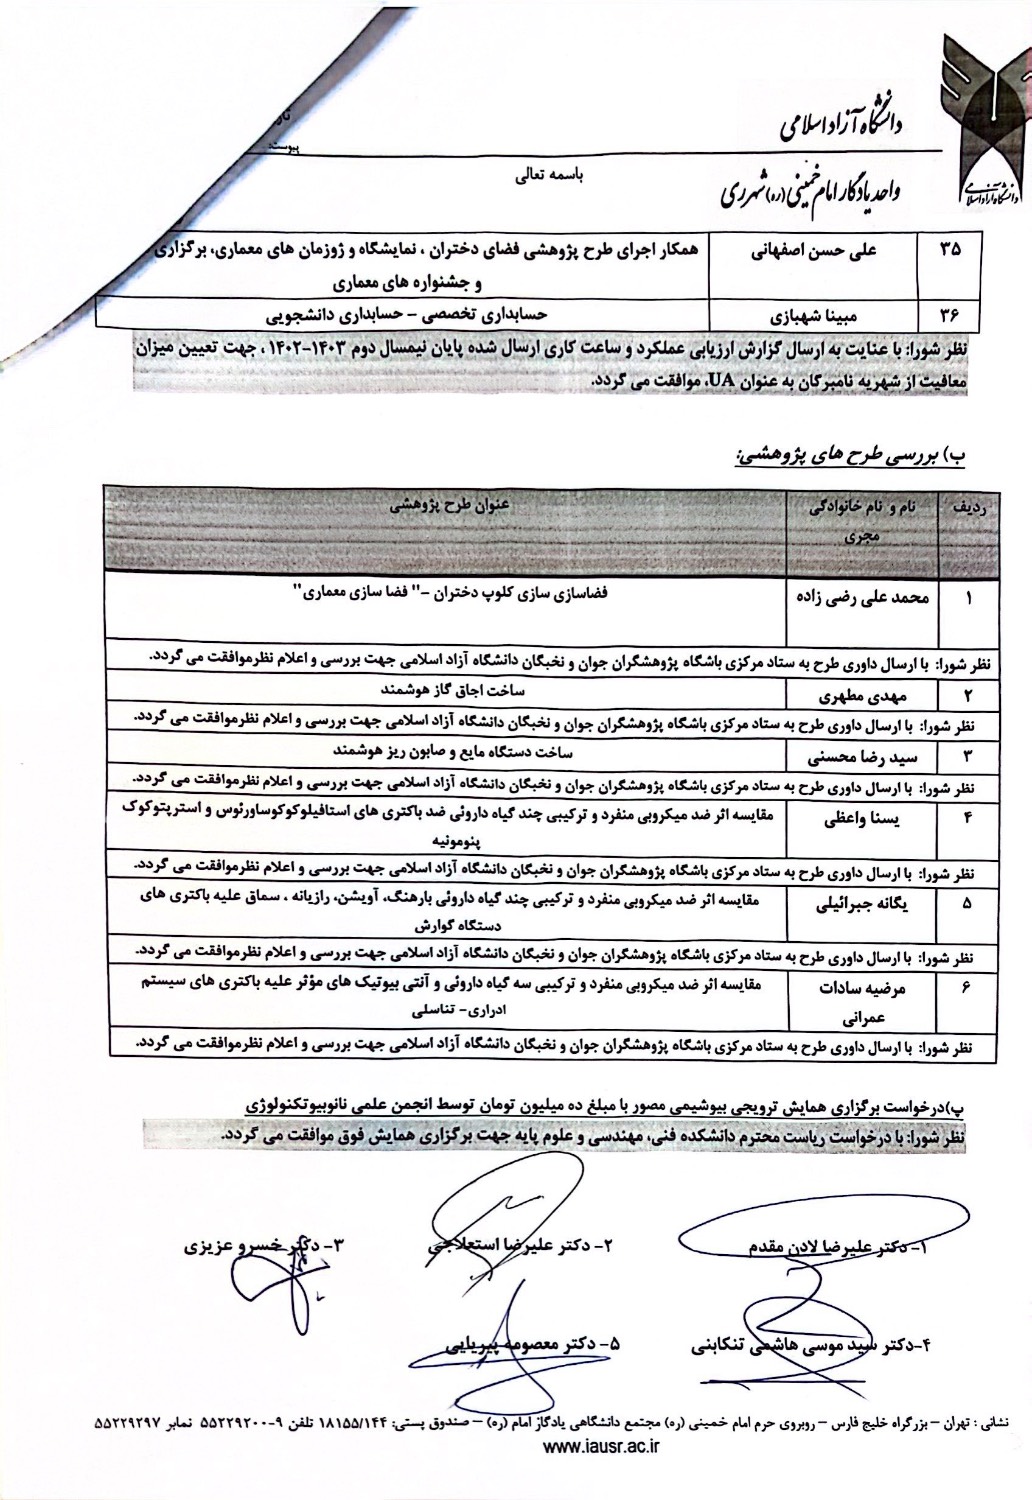 دانشگاه آزاد اسلامی
پیوست:
باسمه تعالی
واحد یادگار امام خمینی (ره) شهرری
دانشگاه آزاد اسلامی
۳۵ علی حسن اصفهانی همکار اجرای طرح پژوهشی فضای دختران ، نمایشگاه و ژوزمان های معماری، برگزاری
و جشنواره های معماری
۳۶ مبینا شهبازی حسابداری تخصصی – حسابداری دانشجویی
نظر شورا: با عنایت به ارسال گزارش ارزیابی عملکرد و ساعت کاری ارسال شده پایان نیمسال دوم ۱۴۰۳-۱۴۰۲ ، جهت تعیین میزان
معافیت از شهریه نامبرگان به عنوان UA، موافقت می گردد.
ب) بررسی طرح های پژوهشی:
ردیف نام و نام خانوادگی عنوان طرح پژوهشی
مجری
۱ محمد علی رضی زاده فضاسازی سازی کلوپ دختران -" فضا سازی معماری"
نظر شورا: با ارسال داوری طرح به ستاد مرکزی باشگاه پژوهشگران جوان و نخبگان دانشگاه آزاد اسلامی جهت بررسی و اعلام نظرموافقت می گردد.
۲ مهدی مطهری ساخت اجاق گاز هوشمند
نظر شورا: با ارسال داوری طرح به ستاد مرکزی باشگاه پژوهشگران جوان و نخبگان دانشگاه آزاد اسلامی جهت بررسی و اعلام نظرموافقت می گردد.
۳ سید رضا محسنی ساخت دستگاه مایع و صابون ریز هوشمند
نظر شورا: با ارسال داوری طرح به ستاد مرکزی باشگاه پژوهشگران جوان و نخبگان دانشگاه آزاد اسلامی جهت بررسی و اعلام نظرموافقت می گردد.
۴ یسنا واعظی مقایسه اثر ضد میکروبی منفرد و ترکیبی چند گیاه داروئی ضد باکتری های استافیلوکوکوساورئوس و استرپتوکوک
پنومونیه
نظر شورا: با ارسال داوری طرح به ستاد مرکزی باشگاه پژوهشگران جوان و نخبگان دانشگاه آزاد اسلامی جهت بررسی و اعلام نظرموافقت می گردد.
۵ یگانه جبرائیلی مقایسه اثر ضد میکروبی منفرد و ترکیبی چند گیاه داروئی بارهنگ، آویشن، رازیانه ، سماق علیه باکتری های
دستگاه گوارش
نظر شورا: با ارسال داوری طرح به ستاد مرکزی باشگاه پژوهشگران جوان و نخبگان دانشگاه آزاد اسلامی جهت بررسی و اعلام نظرموافقت می گردد.
۶ مرضیه سادات مقایسه اثر ضد میکروبی منفرد و ترکیبی سه گیاه داروئی و آنتی بیوتیک های مؤثر علیه باکتری های سیستم
عمرانی ادراری- تناسلی
نظر شورا: با ارسال داوری طرح به ستاد مرکزی باشگاه پژوهشگران جوان و نخبگان دانشگاه آزاد اسلامی جهت بررسی و اعلام نظرموافقت می گردد.
پ)درخواست برگزاری همایش ترویجی بیوشیمی مصور با مبلغ ده میلیون تومان توسط انجمن علمی نانوبیوتکنولوژی
نظر شورا: با درخواست ریاست محترم دانشکده فنی، مهندسی و علوم پایه جهت برگزاری همایش فوق موافقت می گردد.
۱- دکتر علیرضا لادن مقدم ۲- دکتر علیرضا استعلاجی ۳- دکتر خسرو عزیزی
۴-دکتر سید موسی هاشمی تنکابنی ۵- دکتر معصومه پیریایی
نشانی : تهران – بزرگراه خلیج فارس – روبروی حرم امام خمینی (ره) مجتمع دانشگاهی یادگار امام (ره) – صندوق پستی: ۱۸۱۵۵/۱۴۴ تلفن ۹-۵۵۲۲۹۲۰۰ نمابر ۵۵۲۲۹۲۹۷
www.iausr.ac.ir